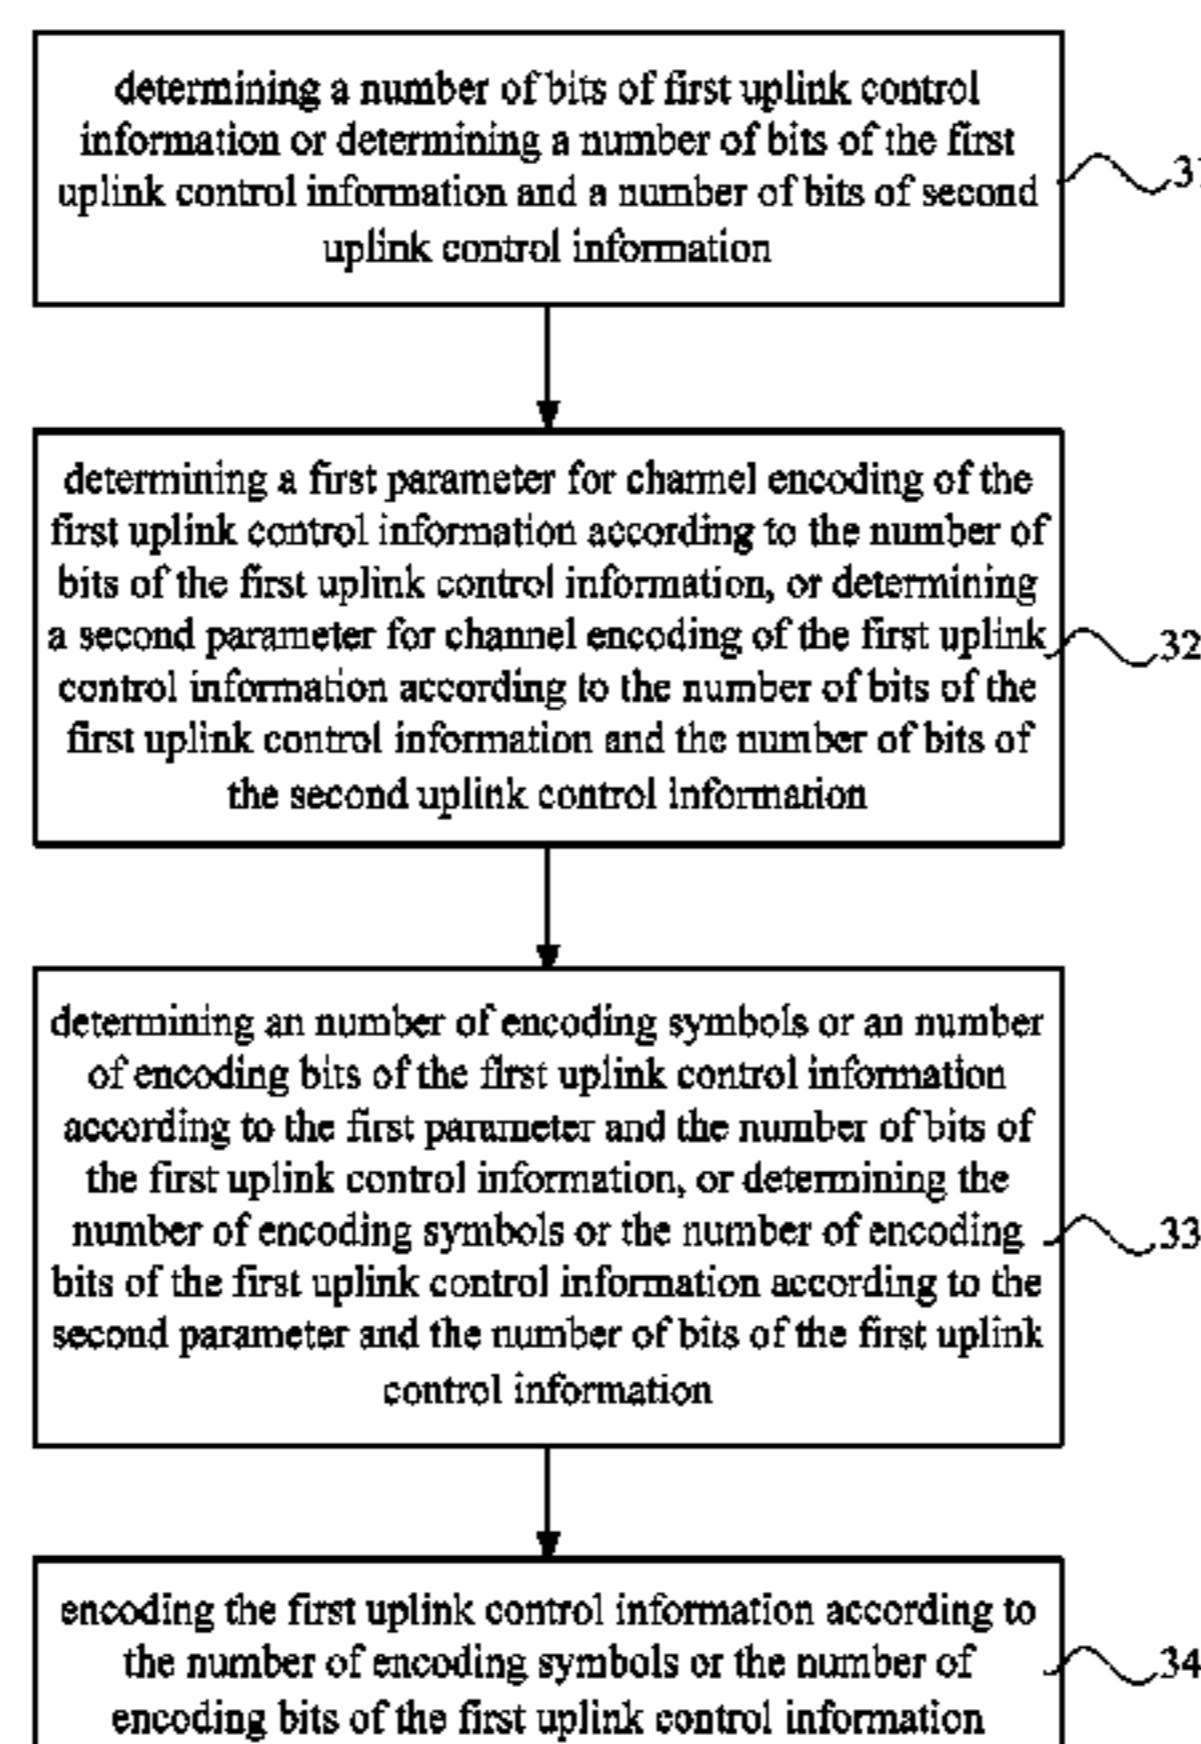 determining a number of bits of first uplink control
information or determining a number of bits of the first
uplink control information and a number of bits of second
uplink control information
31
determining a first parameter for channel encoding of the
first uplink control information according to the number of
bits of the first uplink control information, or determining
a second parameter for channel encoding of the first uplink
control information according to the number of bits of the
first uplink control information and the number of bits of
the second uplink control information
32
determining an number of encoding symbols or an number
of encoding bits of the first uplink control information
according to the first parameter and the number of bits of
the first uplink control information, or determining the
number of encoding symbols or the number of encoding
bits of the first uplink control information according to the
second parameter and the number of bits of the first uplink
control information
33
encoding the first uplink control information according to
the number of encoding symbols or the number of
encoding bits of the first uplink control information
34